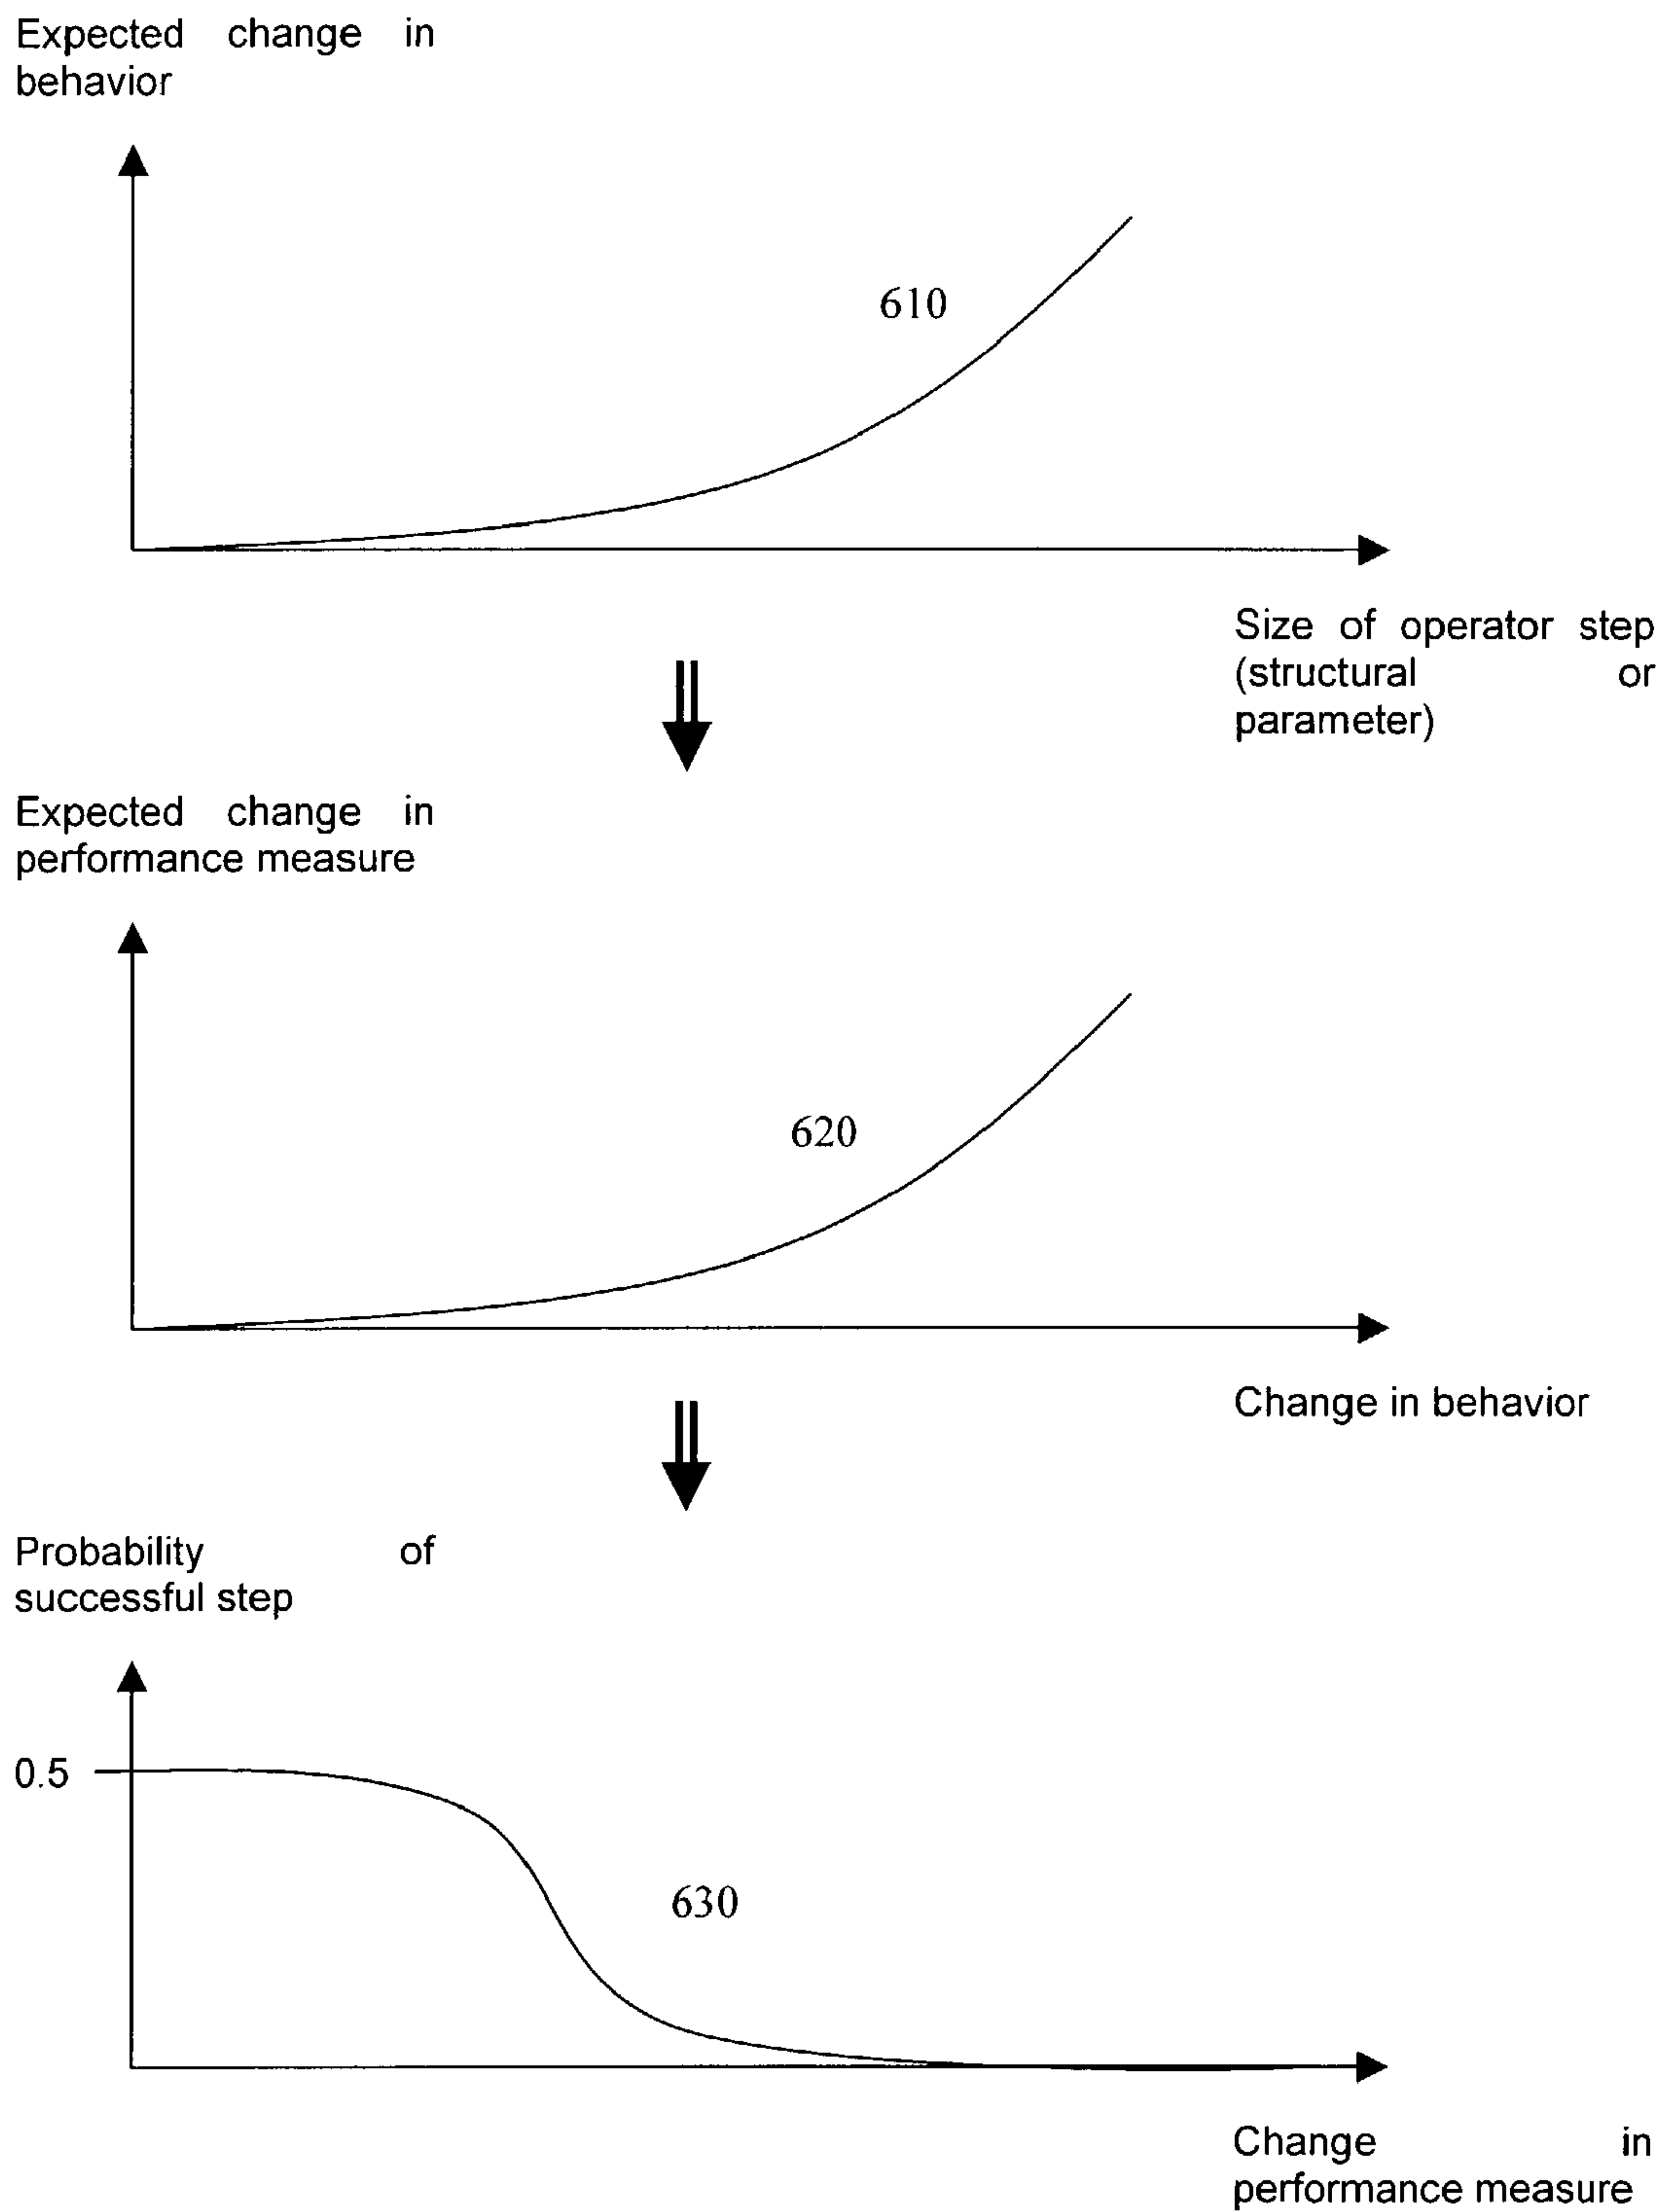 Expected change in
behavior
610
Size of operator step
(structural or
parameter)
Expected change in
performance measure
620
Change in behavior
Probability of
successful step
0.5
630
Change in
performance measure